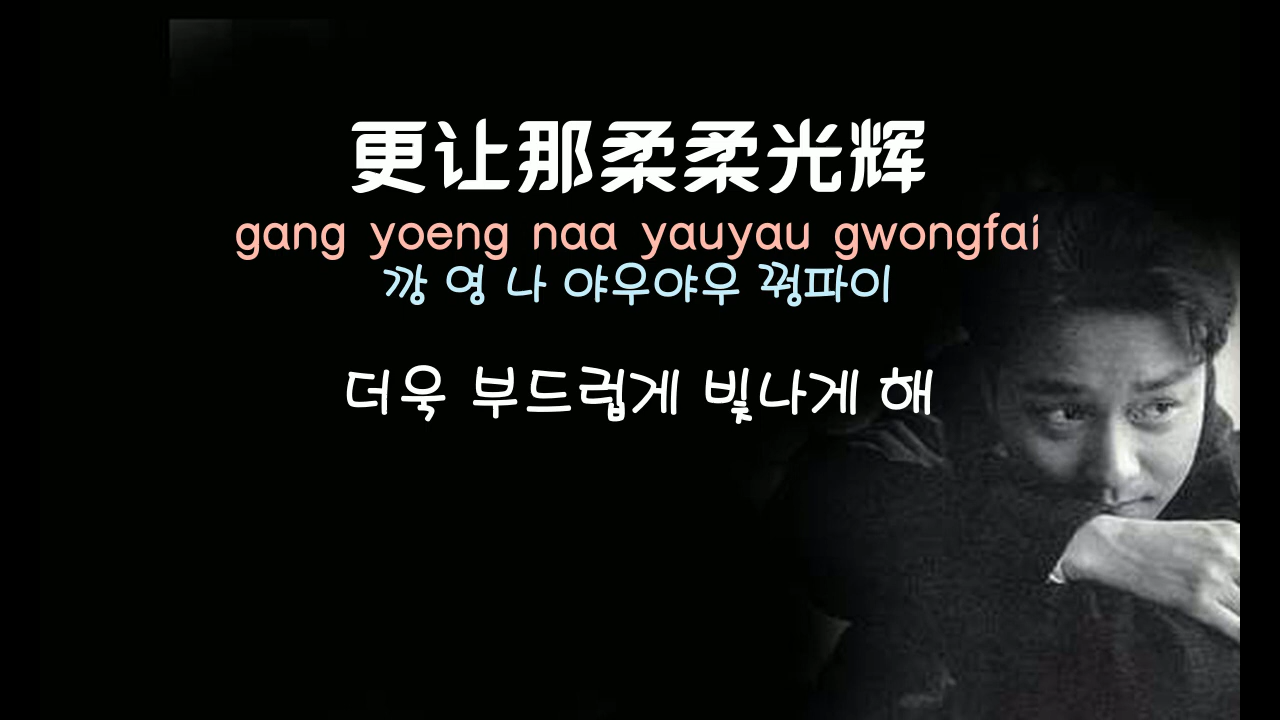 更让那柔柔光辉
gang yoeng naa yauyau gwongfai
깡 영 나 야우야우 꿩파이
더욱 부드럽게 빛나게 해